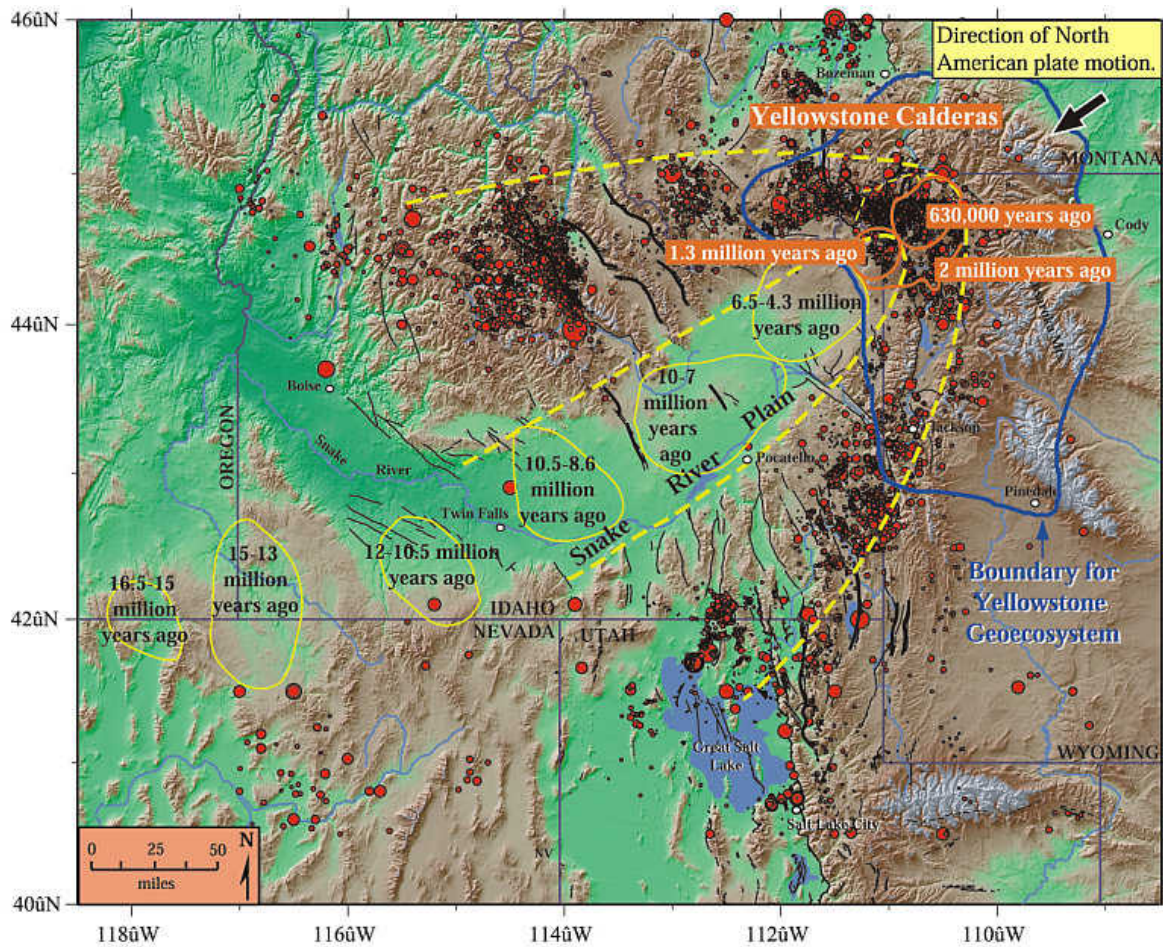 46ûN
Direction of North
American plate motion.
Bozeman
Yellowstone Calderas
MONTANA
630,000 years ago
Cody
1.3 million years ago
2 million years ago
6.5-4.3 million
years ago
44ûN
Boise
10-7
million
years
ago
Plain
River
Snake
OREGON
Snake
River
Jackson
Pocatello
10.5-8.6
million
years ago
Twin Falls
Pinedale
15-13
million
years ago
12-10.5 million
years ago
16.5-15
million
years ago
Boundary for
Yellowstone
Geoecosystem
42ûN
IDAHO
NEVADA
UTAH
Great Salt
Lake
WYOMING
Salt Lake City
NV
N
0 25 50
miles
40ûN
118ûW
116ûW
114ûW
112ûW
110ûW